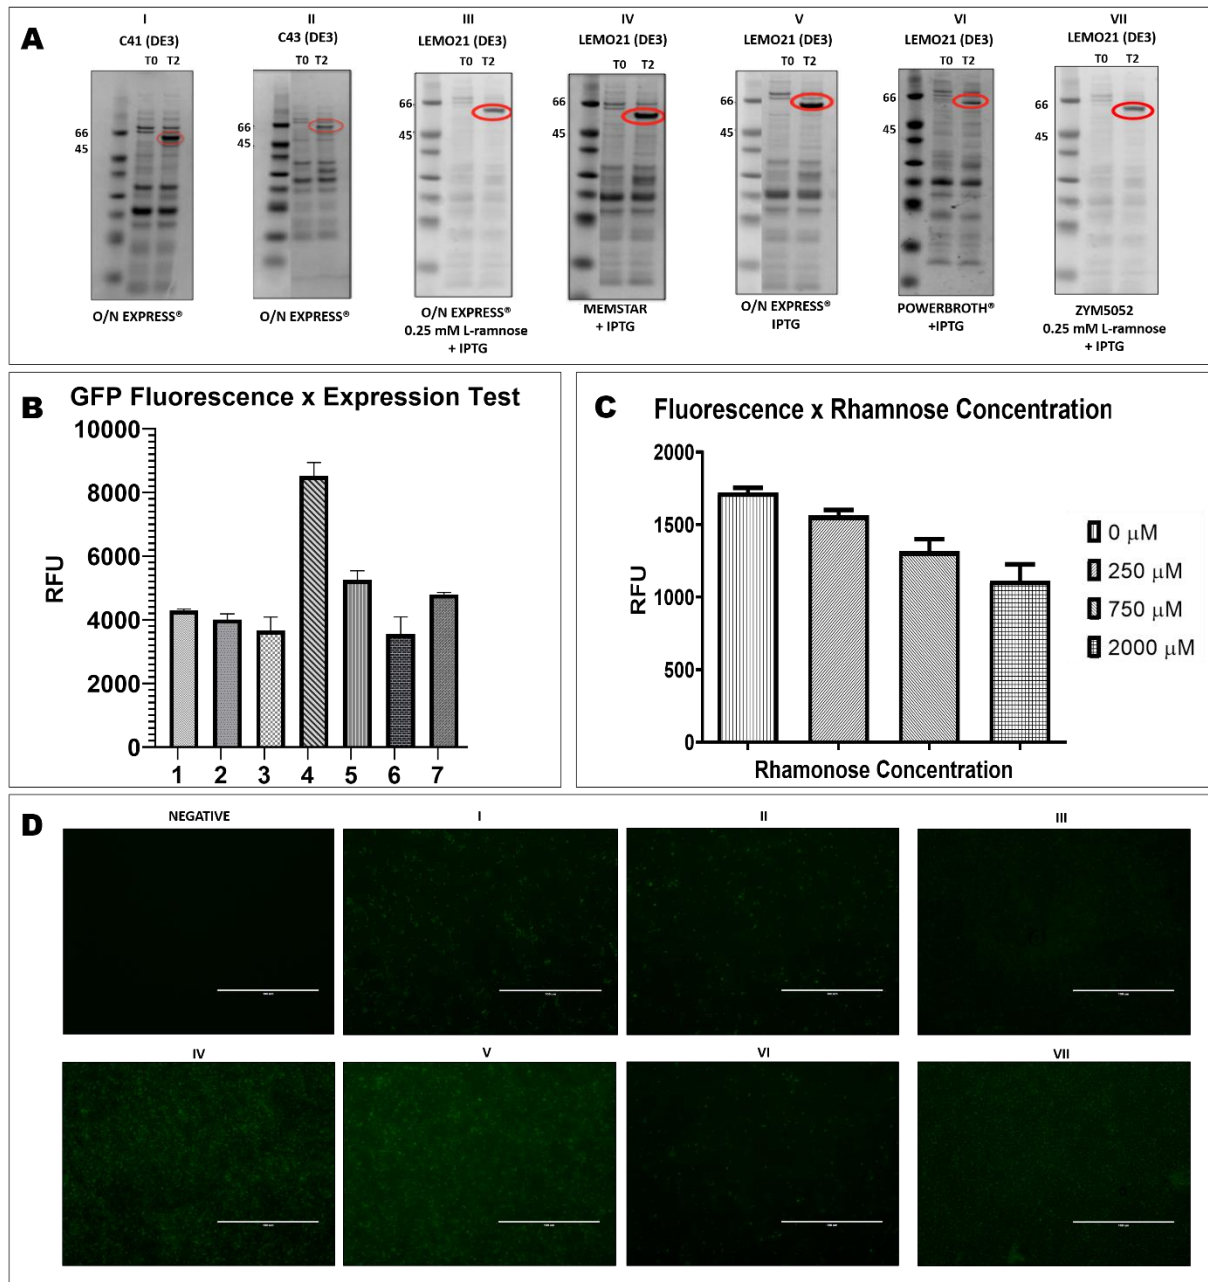 A
I
C41 (DE3)
T0 T2
66
45
O/N EXPRESS®
II
C43 (DE3)
T0 T2
66
45
O/N EXPRESS®
III
LEMO21 (DE3)
T0 T2
66
45
O/N EXPRESS®
0.25 mM L-ramnose
+ IPTG
IV
LEMO21 (DE3)
T0 T2
66
45
MEMSTAR
+ IPTG
V
LEMO21 (DE3)
T0 T2
66
45
O/N EXPRESS®
IPTG
VI
LEMO21 (DE3)
T0 T2
66
45
POWERBROTH®
+IPTG
VII
LEMO21 (DE3)
T0 T2
66
45
ZYM5052
0.25 mM L-ramnose
+ IPTG
B
GFP Fluorescence x Expression Test
RFU
10000
8000
6000
4000
2000
0
1 2 3 4 5 6 7
C
Fluorescence x Rhamnose Concentration
RFU
2000
1500
1000
500
0
Rhamonose Concentration
0 μM
250 μM
750 μM
2000 μM
D
NEGATIVE
I
II
III
IV
V
VI
VII